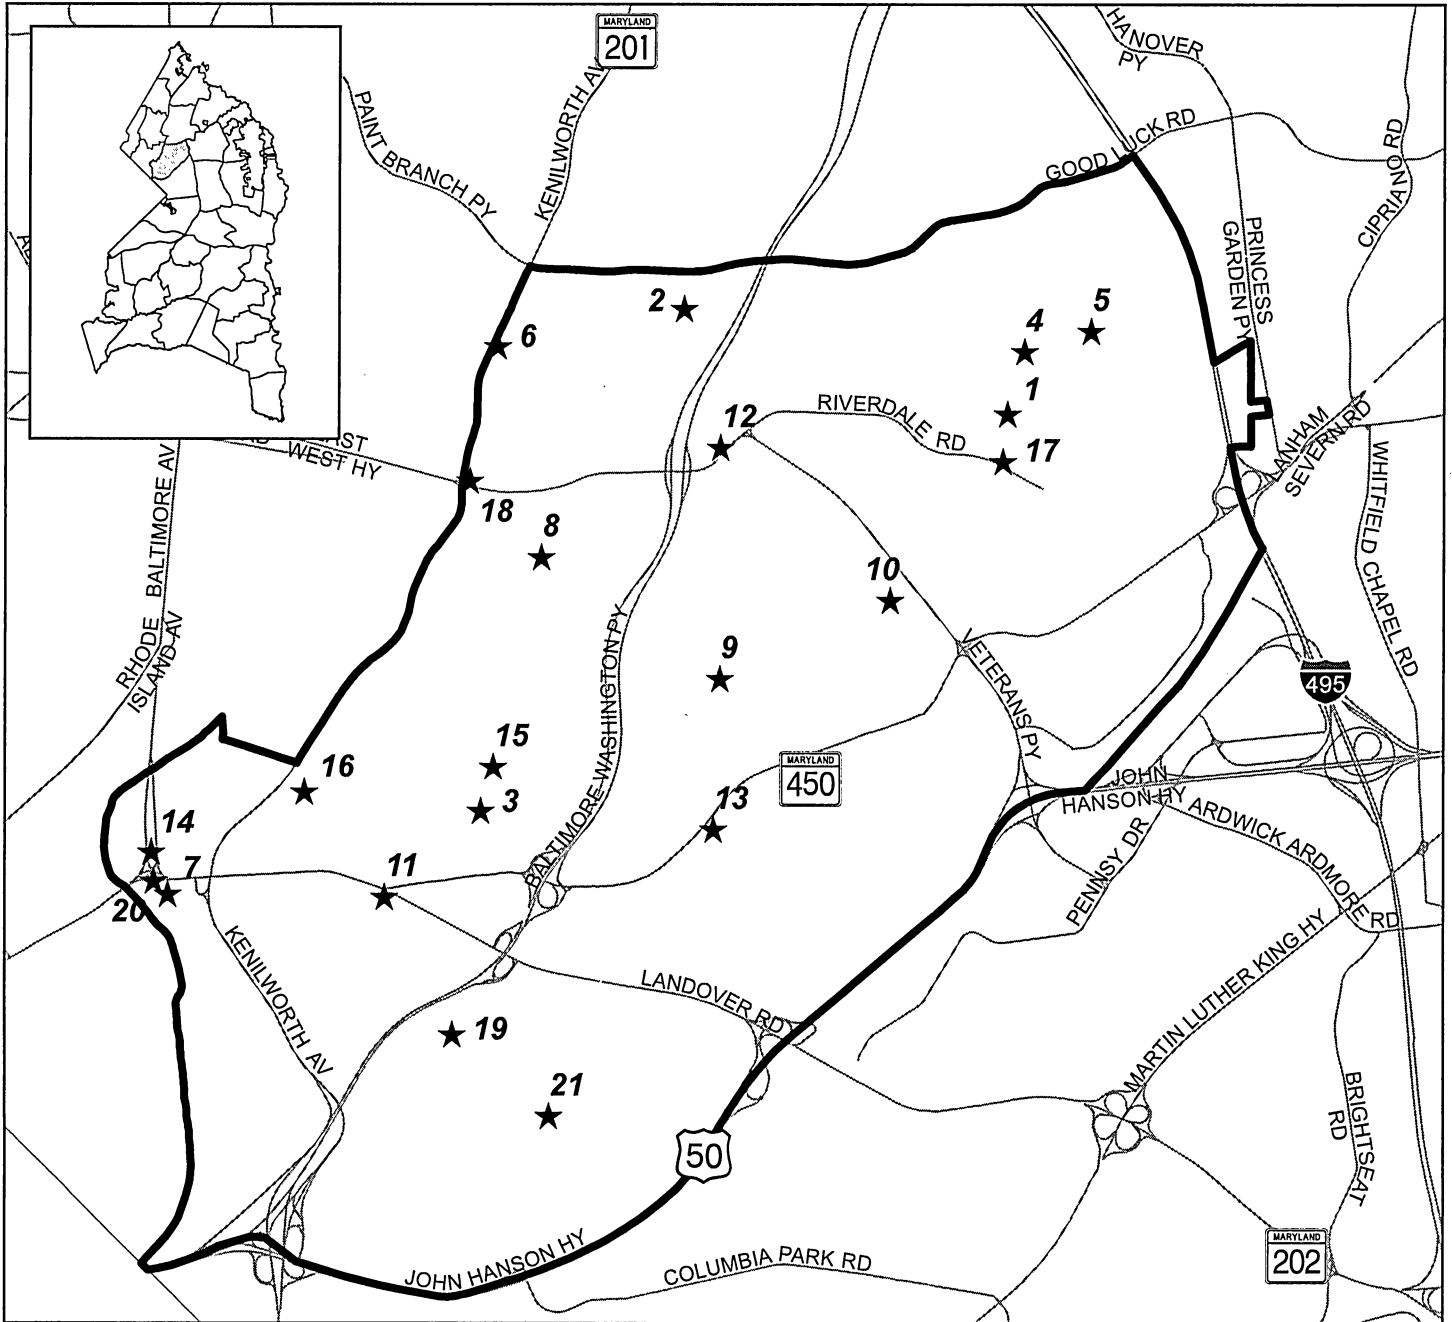 MARYLAND
201
HANOVER
PY
PAINT BRANCH PY
KENILWORTH AV
GOOD LUCK RD
CIPRIANO RD
PRINCESS
GARDEN PY
2
6
4
5
1
12
RIVERDALE RD
17
LANHAM
SEVERN RD
EAST
WEST HY
18
8
WHITFIELD CHAPEL RD
BALTIMORE AV
RHODE
ISLAND AV
10
9
VETERANS PY
BALTIMORE-WASHINGTON PY
495
15
16
3
MARYLAND
450
13
JOHN
HANSON HY
ARDWICK ARDMORE RD
PENNSY DR
14
7
20
11
KENILWORTH AV
LANDOVER RD
MARTIN LUTHER KING HY
19
21
BRIGHTSEAT
RD
50
JOHN HANSON HY
COLUMBIA PARK RD
MARYLAND
202